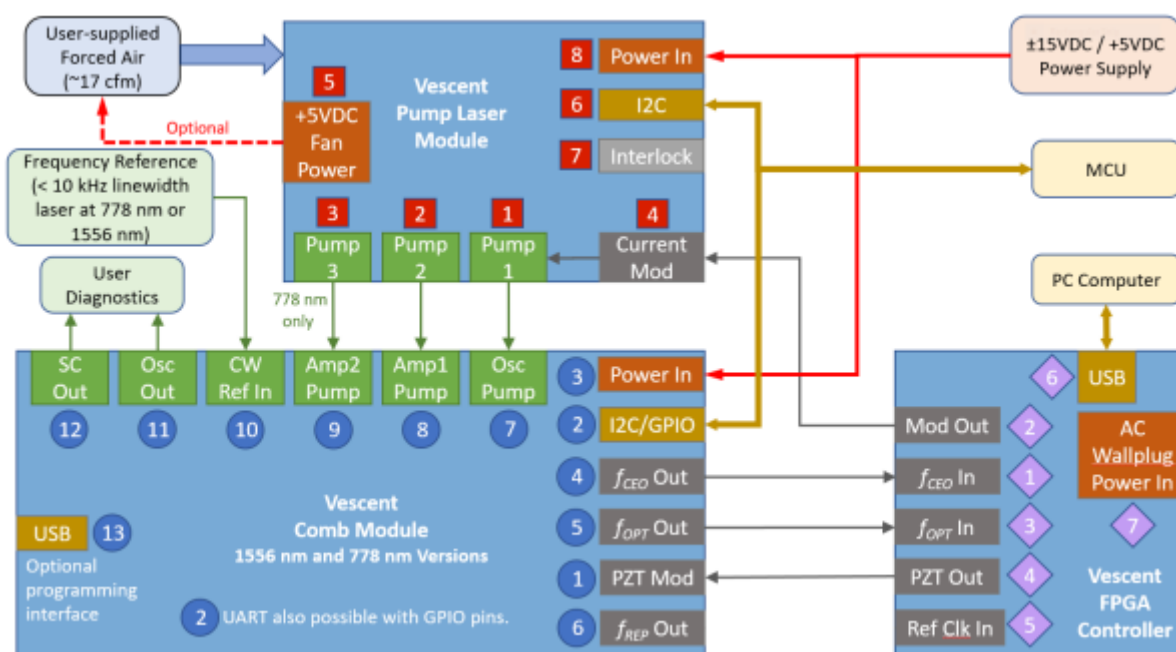 User-supplied
Forced Air
(~17 cfm)
Optional
5
+5VDC
Fan
Power
Vescent
Pump Laser
Module
8
Power In
6
I2C
7
Interlock
±15VDC / +5VDC
Power Supply
MCU
Frequency Reference
(< 10 kHz linewidth
laser at 778 nm or
1556 nm)
3
2
1
4
Pump
3
Pump
2
Pump
1
Current
Mod
User
Diagnostics
778 nm
only
PC Computer
SC
Out
Osc
Out
CW
Ref In
Amp2
Pump
Amp1
Pump
Osc
Pump
12
11
10
9
8
7
3
Power In
2
I2C/GPIO
4
fCEO Out
5
fOPT Out
1
PZT Mod
6
fREP Out
Vescent
Comb Module
1556 nm and 778 nm Versions
USB
13
Optional
programming
interface
2
UART also possible with GPIO pins.
6
USB
Mod Out
2
fCEO In
1
fOPT In
3
PZT Out
4
Ref Clk In
5
AC
Wallplug
Power In
7
Vescent
FPGA
Controller